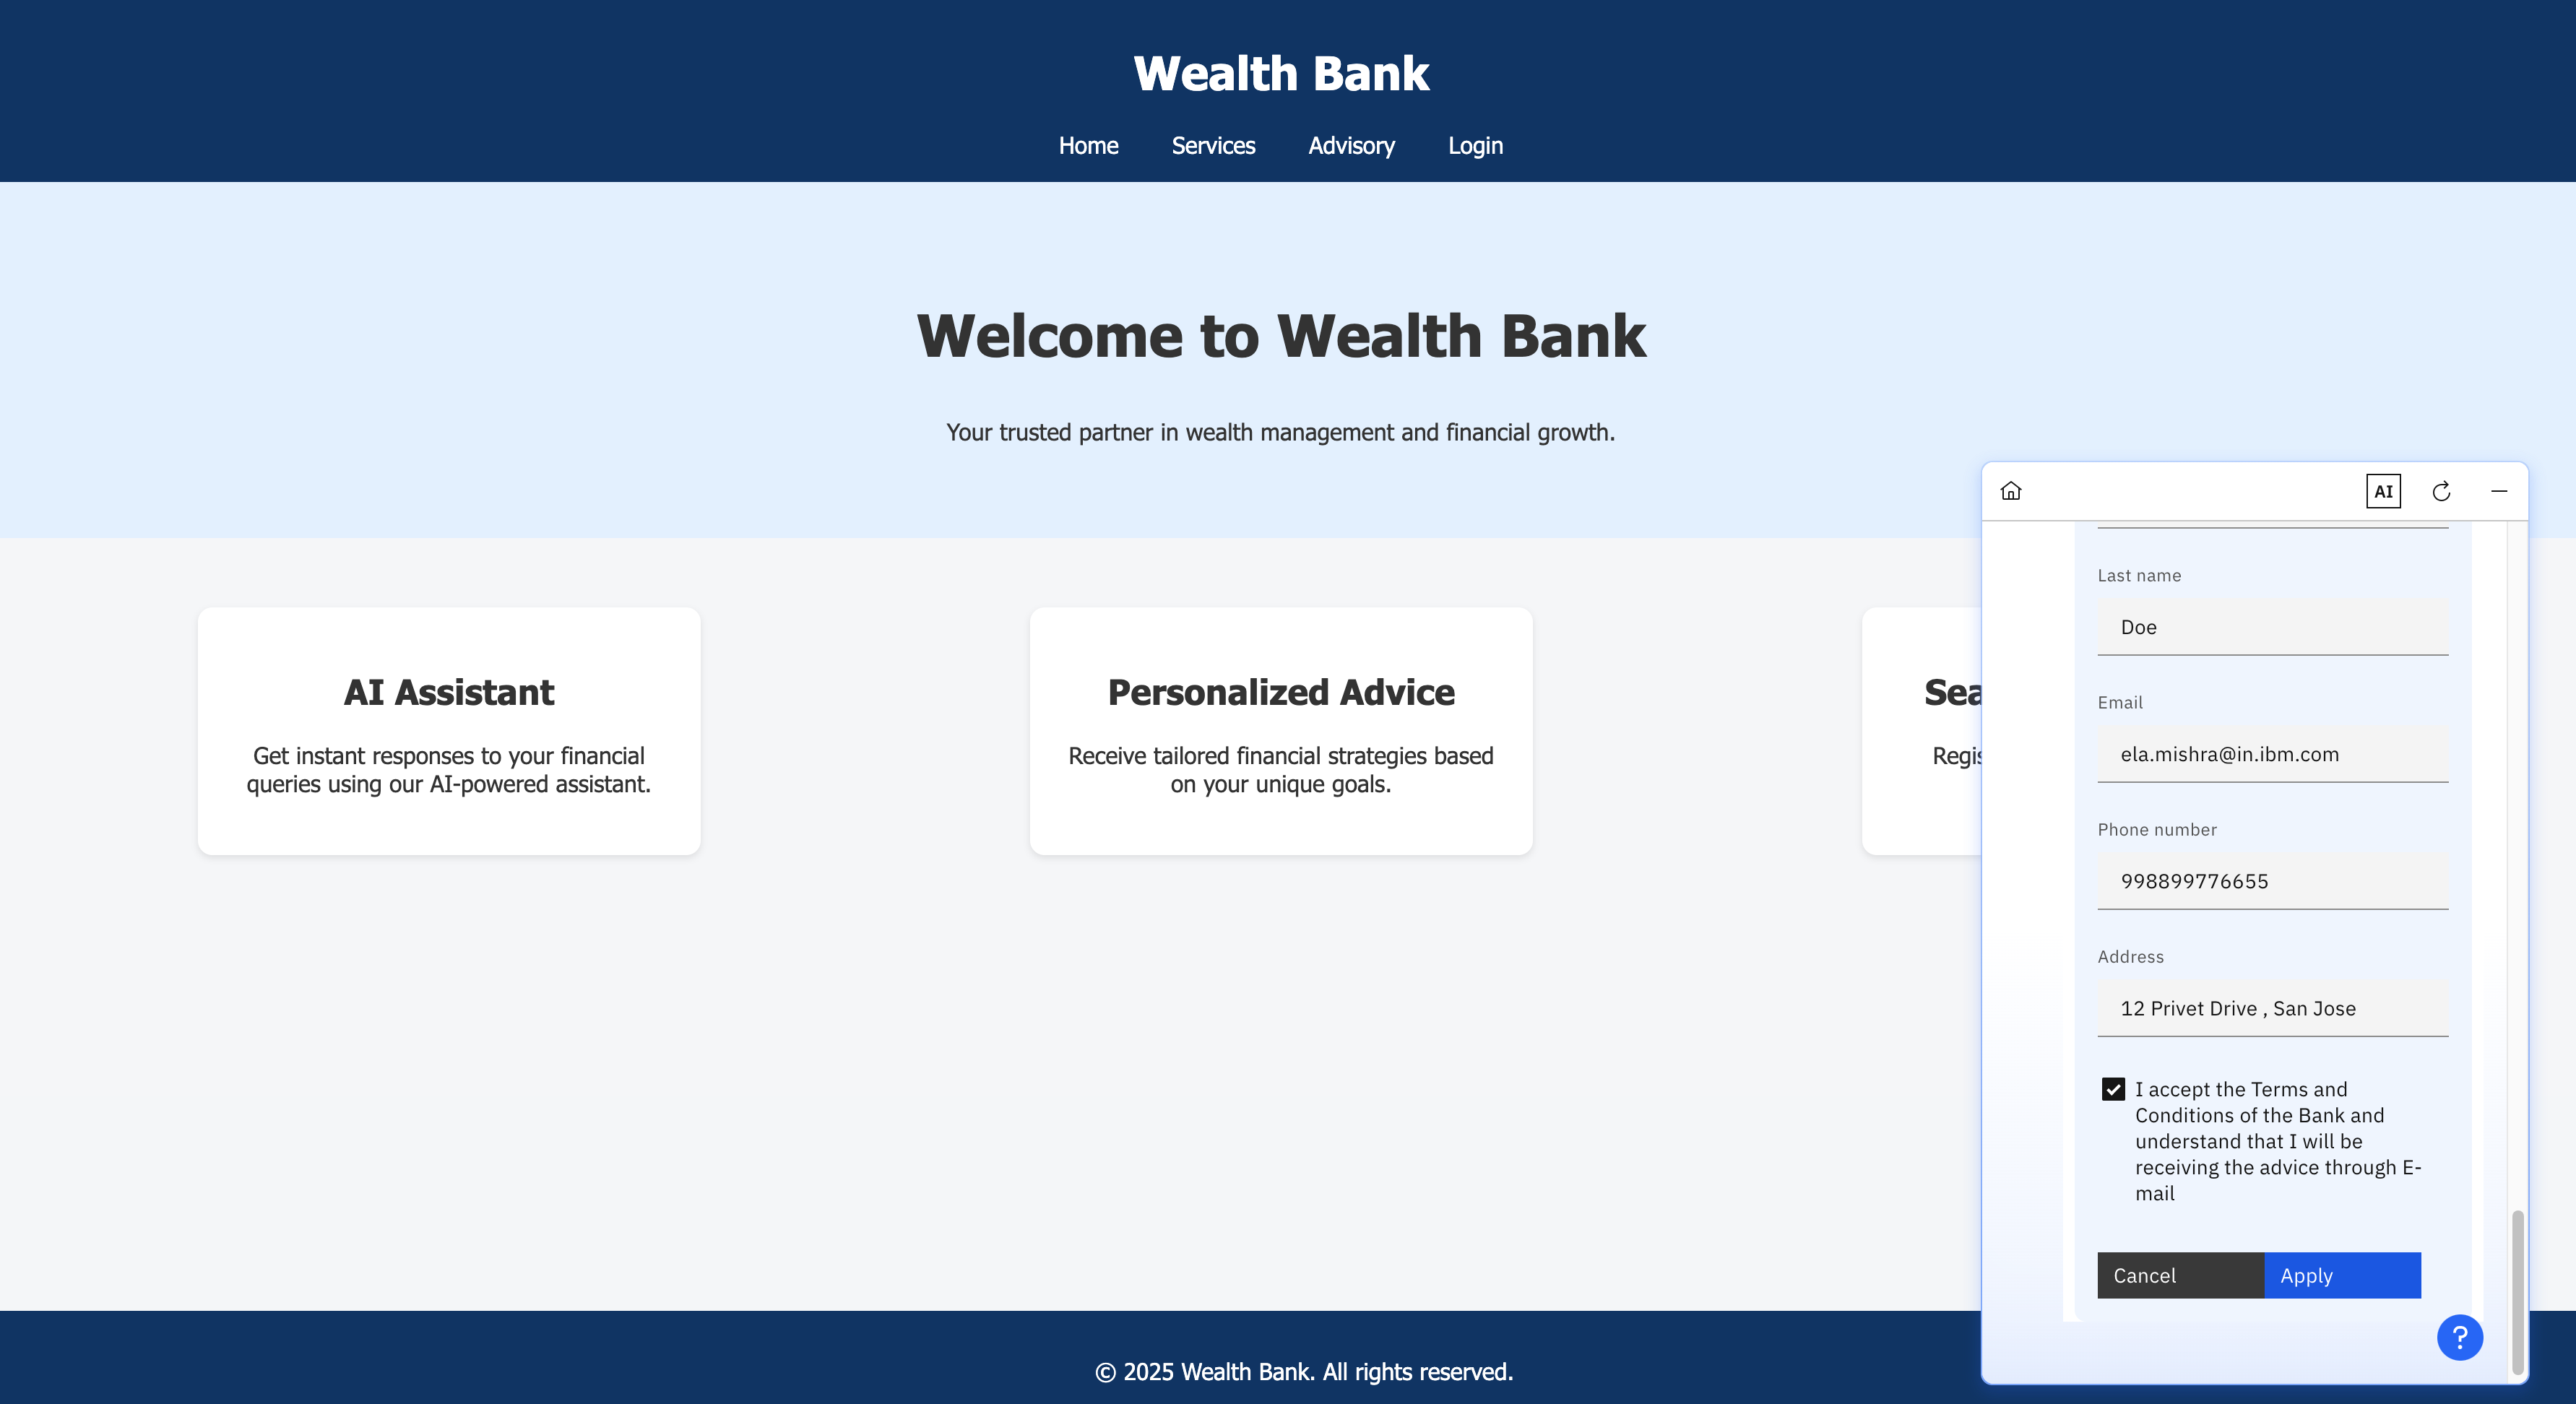 Wealth Bank
Home Services Advisory Login
Welcome to Wealth Bank
Your trusted partner in wealth management and financial growth.
AI Assistant
Get instant responses to your financial
queries using our AI-powered assistant.
Personalized Advice
Receive tailored financial strategies based
on your unique goals.
AI
Last name
Doe
Email
ela.mishra@in.ibm.com
Phone number
998899776655
Address
12 Privet Drive , San Jose
I accept the Terms and
Conditions of the Bank and
understand that I will be
receiving the advice through E-
mail
Cancel Apply
?
© 2025 Wealth Bank. All rights reserved.